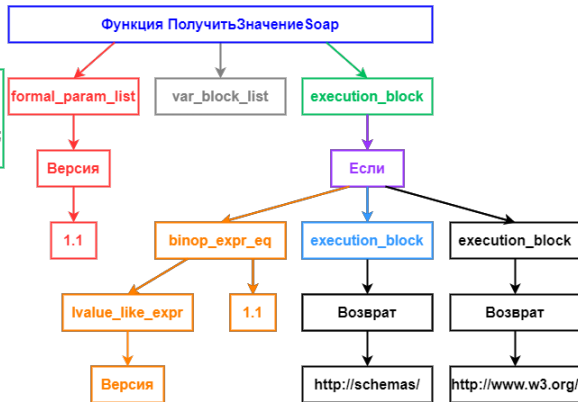 Функция ПолучитьЗначениеSoap
formal_param_list
var_block_list
execution_block
Версия
Если
1.1
binop_expr_eq
execution_block
execution_block
lvalue_like_expr
1.1
Возврат
Возврат
Версия
http://schemas/
http://www.w3.org/